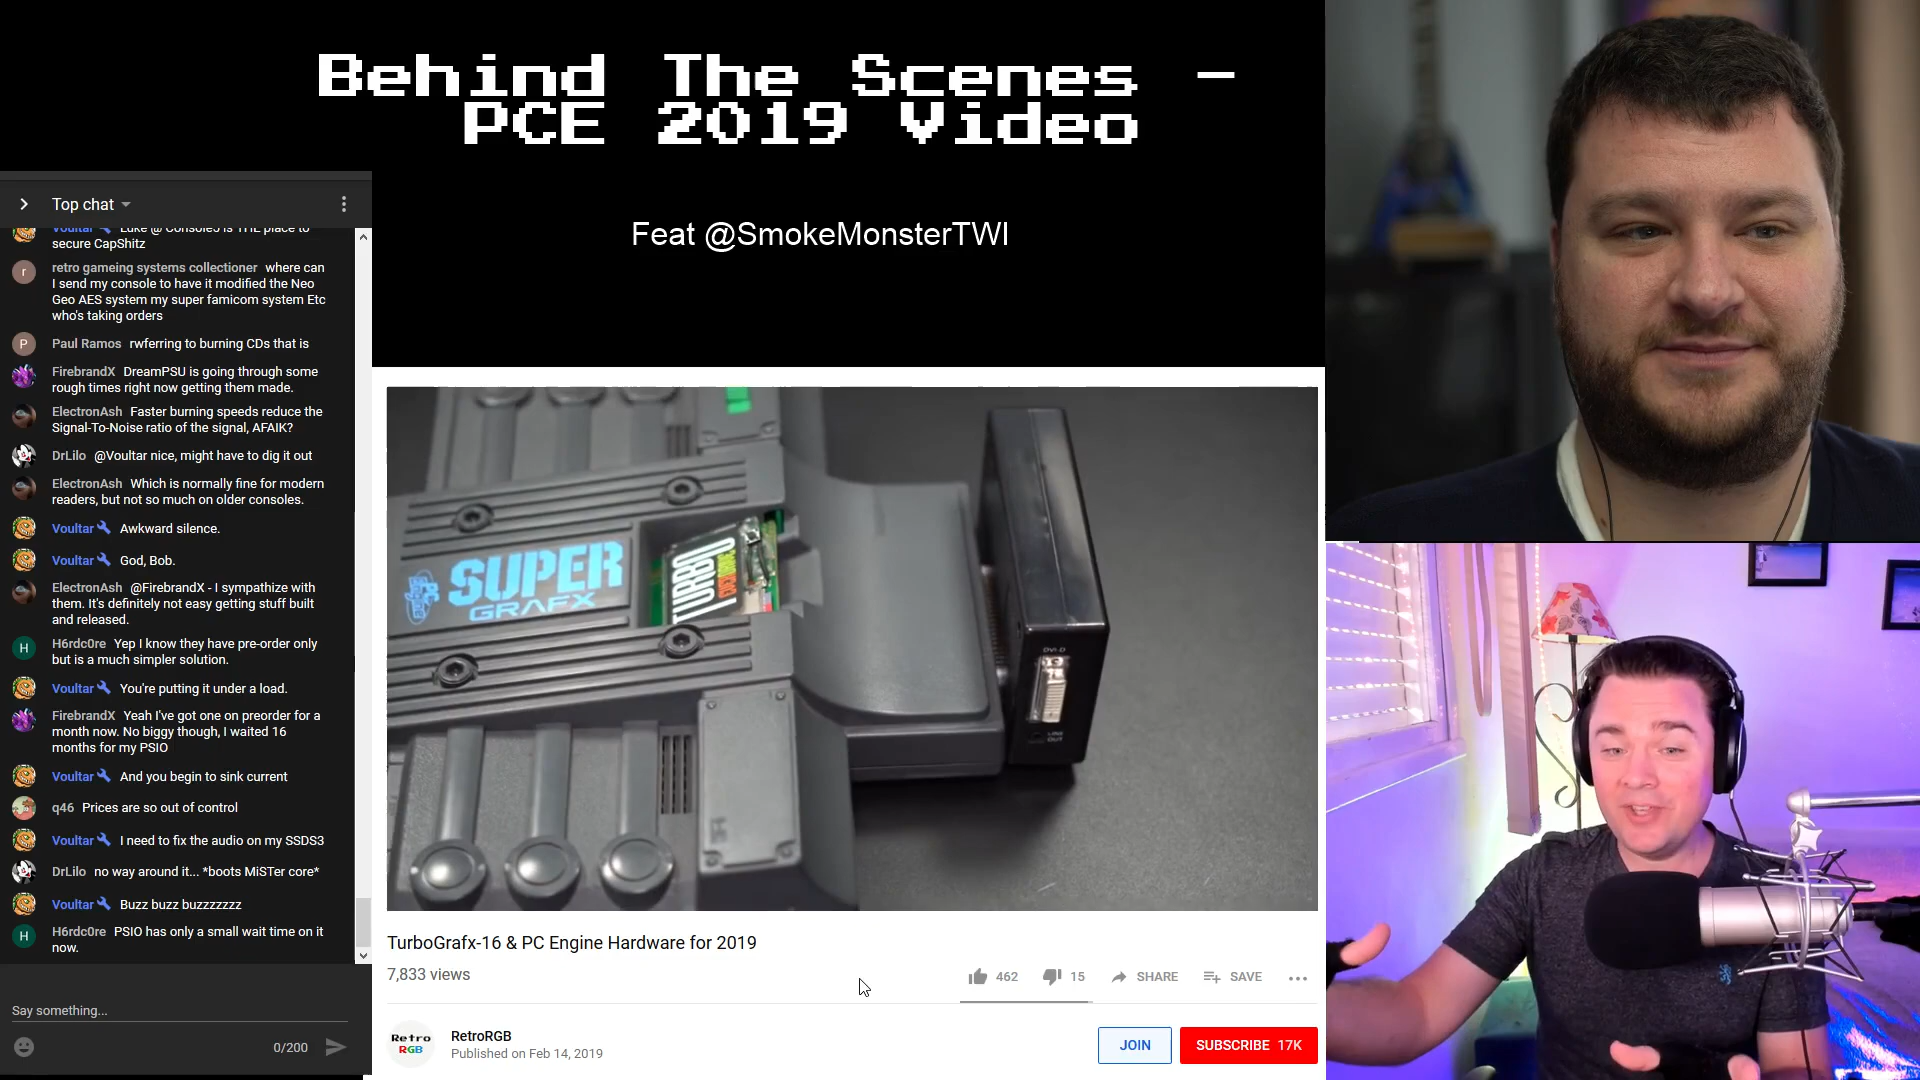 Behind The Scenes -
PCE 2019 Video
Feat @SmokeMonsterTWI
Top chat
Voultar Luke @ Console5 is THE place to
secure CapShitz
retro gameing systems collectioner where can
I send my console to have it modified the Neo
Geo AES system my super famicom system Etc
who's taking orders
P
Paul Ramos rwferring to burning CDs that is
FirebrandX DreamPSU is going through some
rough times right now getting them made.
ElectronAsh Faster burning speeds reduce the
Signal-To-Noise ratio of the signal, AFAIK?
DrLilo @Voultar nice, might have to dig it out
ElectronAsh Which is normally fine for modern
readers, but not so much on older consoles.
Voultar Awkward silence.
Voultar God, Bob.
ElectronAsh @FirebrandX - I sympathize with
them. It's definitely not easy getting stuff built
and released.
H
H6rdc0re Yep I know they have pre-order only
but is a much simpler solution.
Voultar You're putting it under a load.
FirebrandX Yeah I've got one on preorder for a
month now. No biggy though, I waited 16
months for my PSIO
Voultar And you begin to sink current
q46 Prices are so out of control
Voultar I need to fix the audio on my SSDS3
DrLilo no way around it... *boots MiSTer core*
Voultar Buzz buzz buzzzzzzz
H
H6rdc0re PSIO has only a small wait time on it
now.
Say something...
0/200
SUPER
GRAFX
TURBO
DVI-D
LINE
OUT
TurboGrafx-16 & PC Engine Hardware for 2019
7,833 views
462
15
SHARE
SAVE
Retro
RGB
RetroRGB
Published on Feb 14, 2019
JOIN
SUBSCRIBE 17K